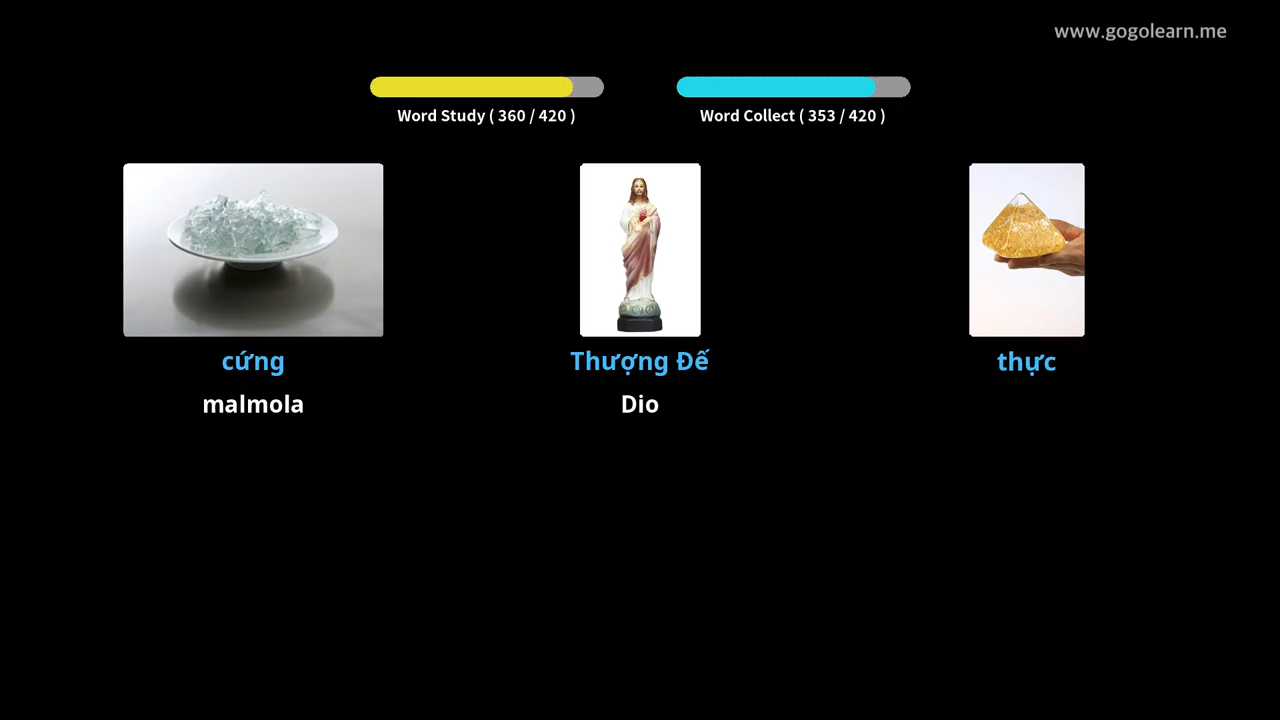 www.gogolearn.me
Word Study ( 360 / 420 )
Word Collect ( 353 / 420 )
cứng
Thượng Đế
thực
malmola
Dio